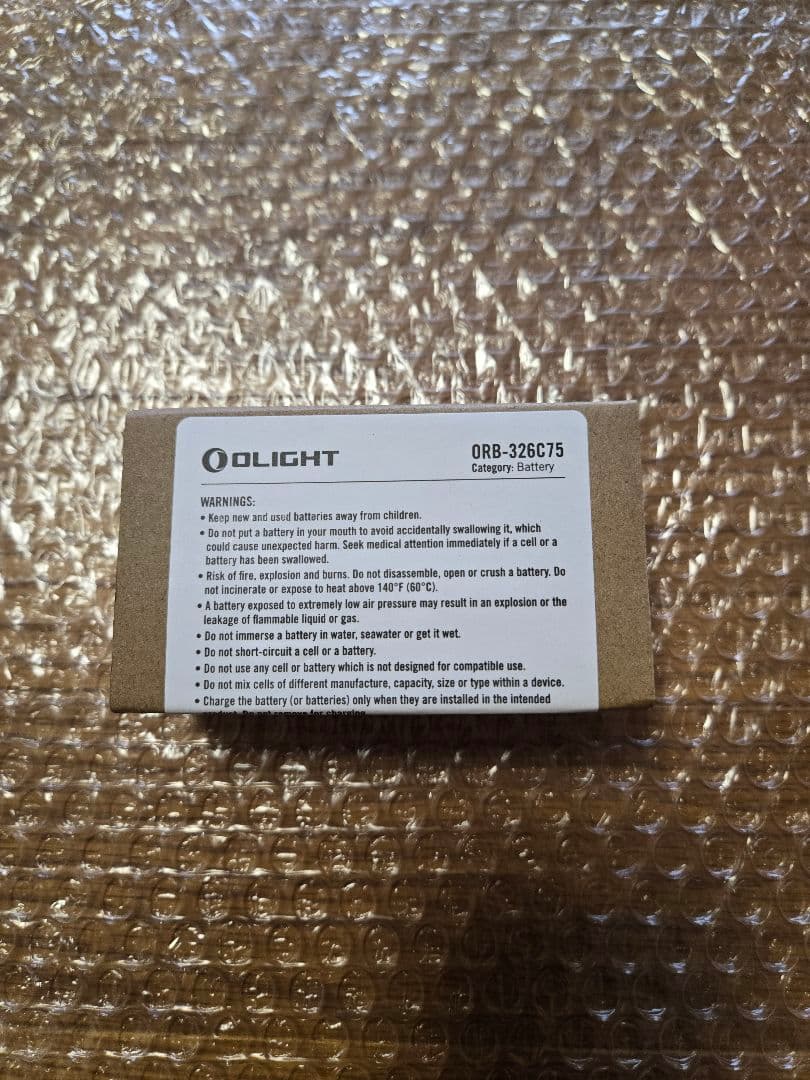 OLIGHT
ORB-326C75
Category: Battery
WARNINGS:
• Keep new and used batteries away from children.
• Do not put a battery in your mouth to avoid accidentally swallowing it, which
could cause unexpected harm. Seek medical attention immediately if a cell or a
battery has been swallowed.
• Risk of fire, explosion and burns. Do not disassemble, open or crush a battery. Do
not incinerate or expose to heat above 140°F (60°C).
• A battery exposed to extremely low air pressure may result in an explosion or the
leakage of flammable liquid or gas.
• Do not immerse a battery in water, seawater or get it wet.
• Do not short-circuit a cell or a battery.
• Do not use any cell or battery which is not designed for compatible use.
• Do not mix cells of different manufacture, capacity, size or type within a device.
• Charge the battery (or batteries) only when they are installed in the intended
product. Do not remove for charging.